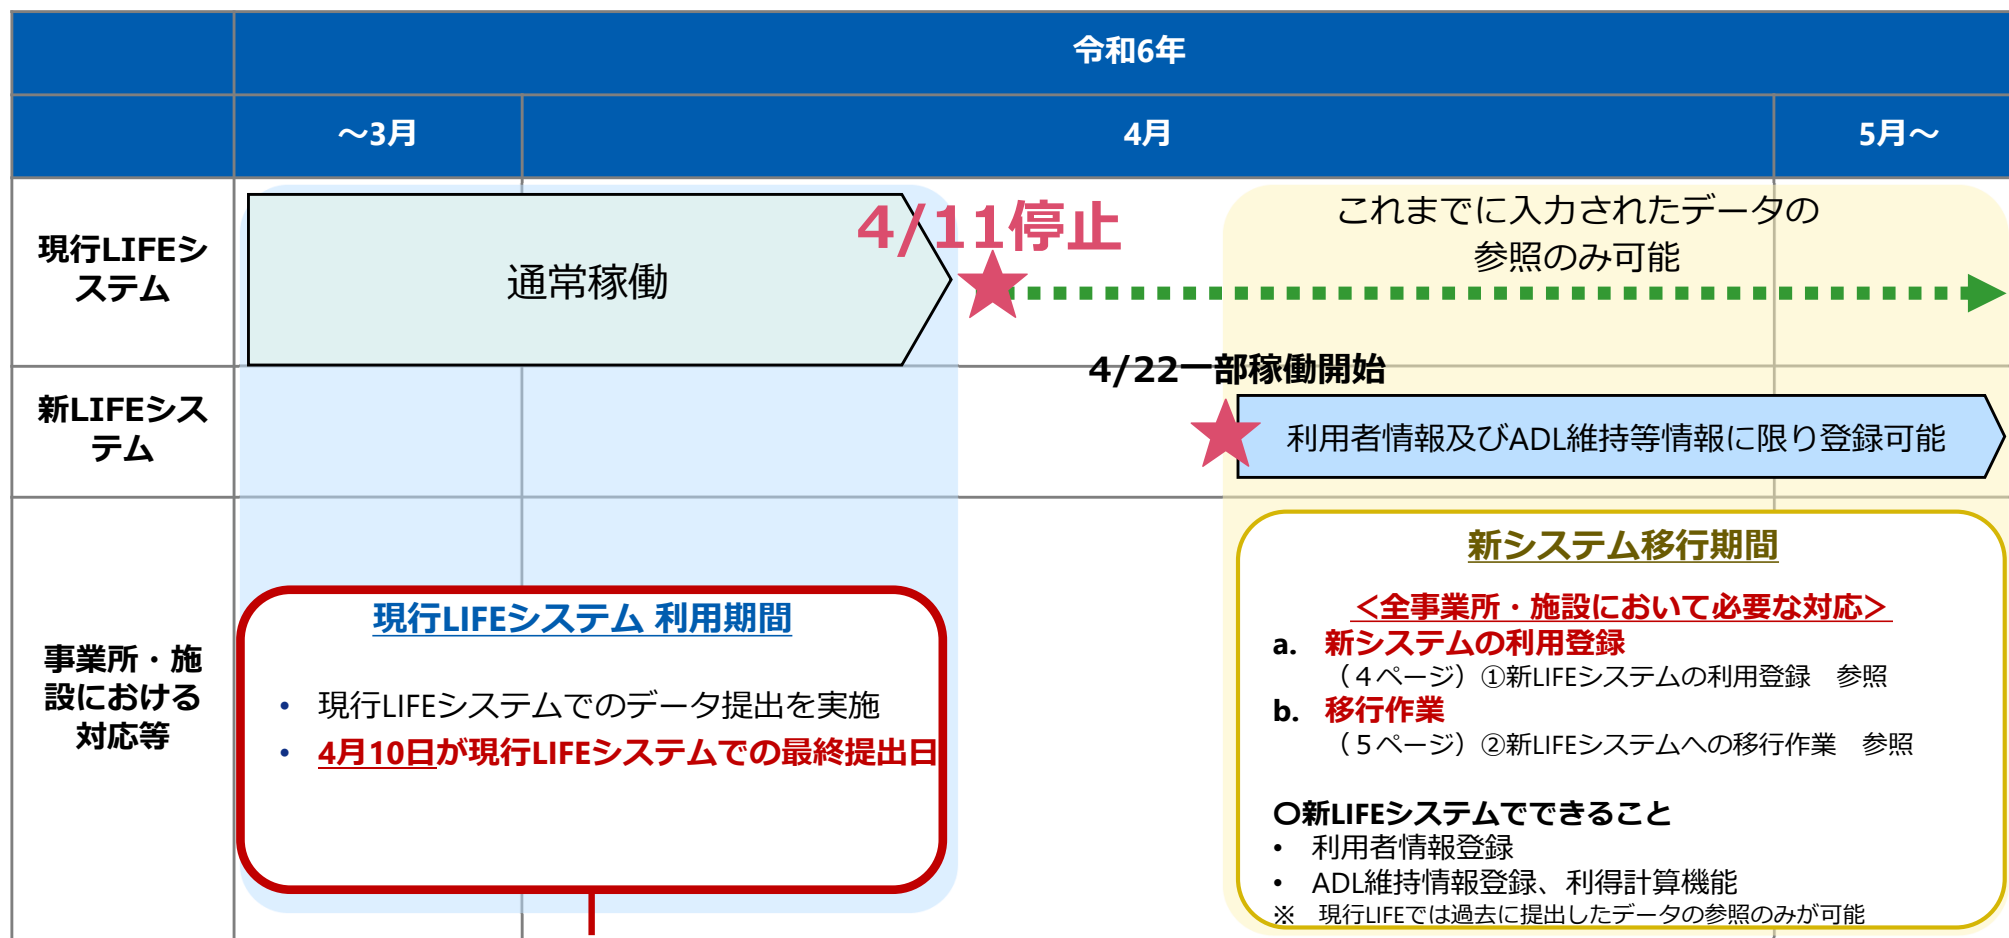 令和6年
～3月
4月
5月～
現行LIFEシ
ステム
通常稼働
4/11停止
これまでに入力されたデータの
参照のみ可能
新LIFEシス
テム
4/22一部稼働開始
利用者情報及びADL維持等情報に限り登録可能
事業所・施
設における
対応等
現行LIFEシステム 利用期間
• 現行LIFEシステムでのデータ提出を実施
• 4月10日が現行LIFEシステムでの最終提出日
新システム移行期間
＜全事業所・施設において必要な対応＞
a. 新システムの利用登録
（４ページ）①新LIFEシステムの利用登録　参照
b. 移行作業
（５ページ）②新LIFEシステムへの移行作業　参照
〇新LIFEシステムでできること
• 利用者情報登録
• ADL維持情報登録、利得計算機能
※　現行LIFEでは過去に提出したデータの参照のみが可能